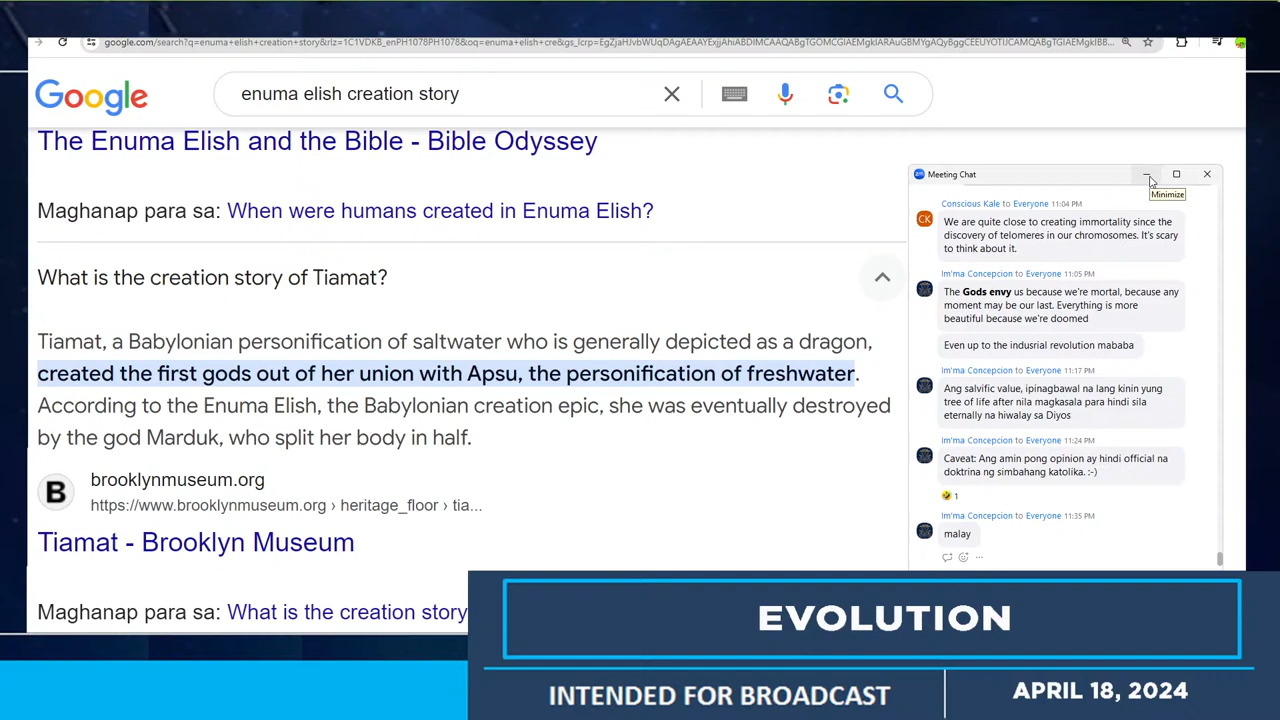 google.com/search?q=enuma+elish+creation+story&rlz=1C1VDKB_enPH1078PH1078&oq=enuma+elish+cre&gs_lcrp=
Google
enuma elish creation story
The Enuma Elish and the Bible - Bible Odyssey
Maghanap para sa: When were humans created in Enuma Elish?
What is the creation story of Tiamat?
Tiamat, a Babylonian personification of saltwater who is generally depicted as a dragon,
created the first gods out of her union with Apsu, the personification of freshwater.
According to the Enuma Elish, the Babylonian creation epic, she was eventually destroyed
by the god Marduk, who split her body in half.
B
brooklynmuseum.org
https://www.brooklynmuseum.org › heritage_floor › tia...
Tiamat - Brooklyn Museum
Maghanap para sa: What is the creation story
zm
Meeting Chat
Minimize
Conscious Kale to Everyone 11:04 PM
CK
We are quite close to creating immortality since the
discovery of telomeres in our chromosomes. It's scary
to think about it.
Im'ma Concepcion to Everyone 11:05 PM
The Gods envy us because we're mortal, because any
moment may be our last. Everything is more
beautiful because we're doomed
Even up to the indusrial revolution mababa
Im'ma Concepcion to Everyone 11:17 PM
Ang salvific value, ipinagbawal na lang kinin yung
tree of life after nila magkasala para hindi sila
eternally na hiwalay sa Diyos
Im'ma Concepcion to Everyone 11:24 PM
Caveat: Ang amin pong opinion ay hindi official na
doktrina ng simbahang katolika. :-)
1
Im'ma Concepcion to Everyone 11:35 PM
malay
EVOLUTION
INTENDED FOR BROADCAST
APRIL 18, 2024